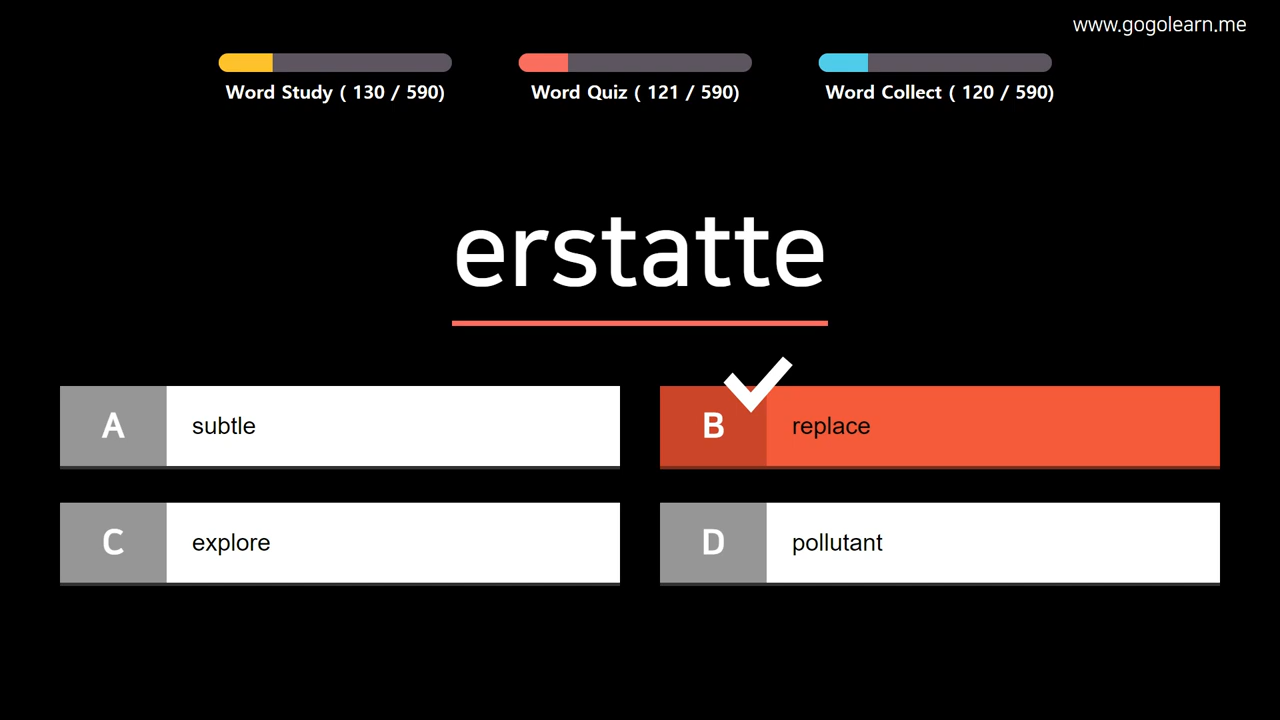 www.gogolearn.me
Word Study ( 130 / 590)
Word Quiz ( 121 / 590)
Word Collect ( 120 / 590)
erstatte
A subtle
B replace
C explore
D pollutant